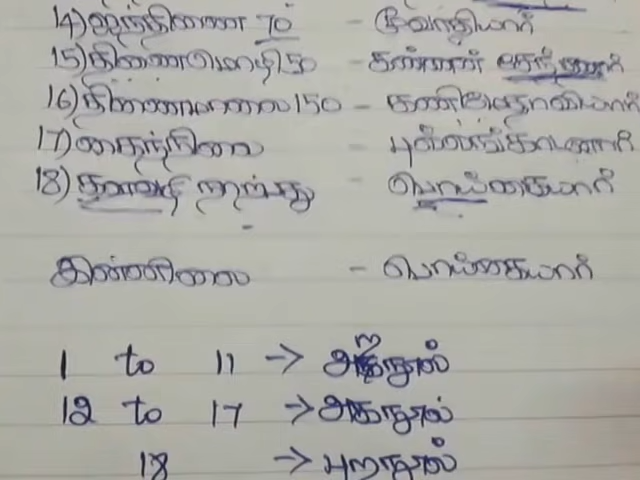 14) ஐந்திணை 70 - மூவாதியார்
15) திணைமொழி 50 - கண்ணன் சேந்தனார்
16) திணைமாலை 150 - கணிமேதாவியார்
17) கைந்நிலை - புல்லங்காடனார்
18) களவழி நாற்பது - பொய்கையார்
இன்னிலை - பொய்கையார்
1 to 11 -> அறநூல்
12 to 17 -> அகநூல்
18 -> புறநூல்